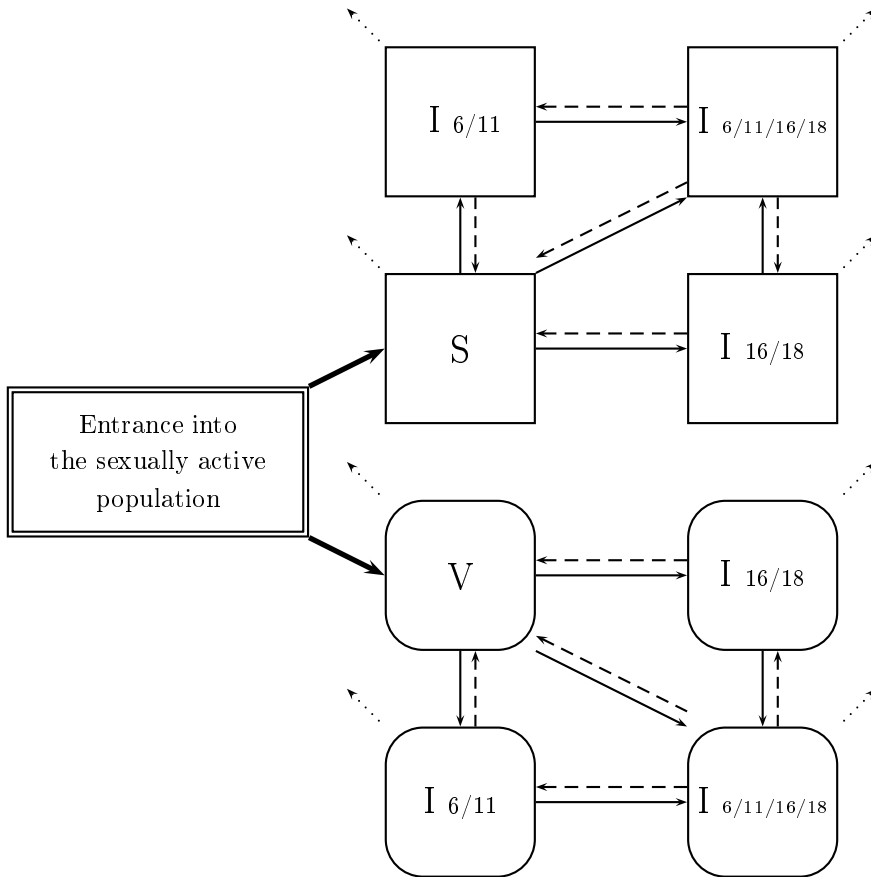 I 6/11
I 6/11/16/18
S
I 16/18
Entrance into
the sexually active
population
V
I 16/18
I 6/11
I 6/11/16/18